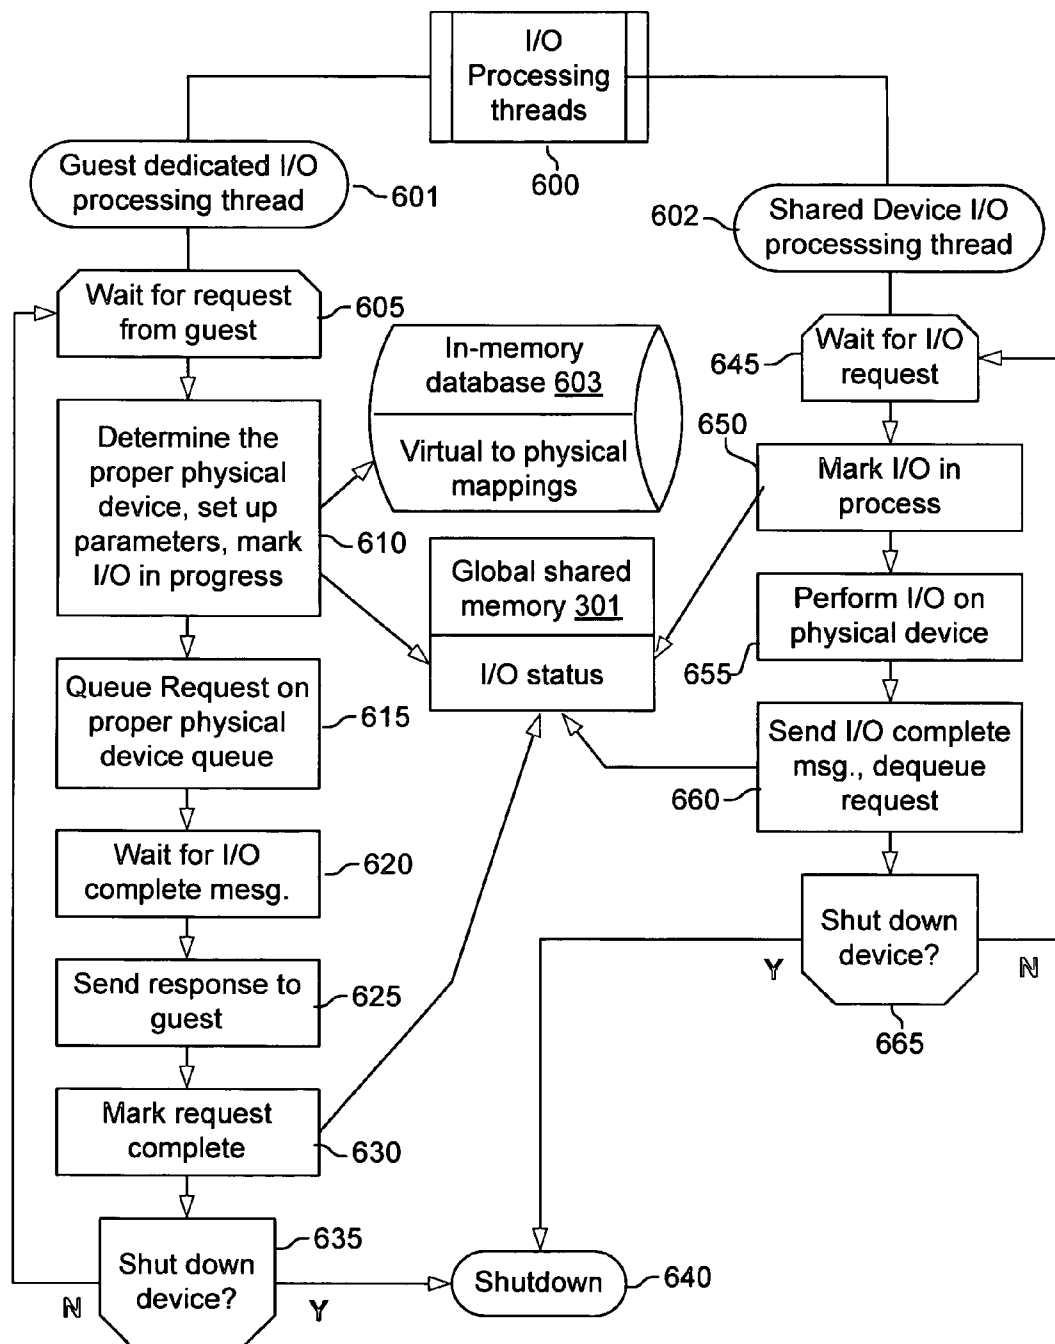 I/O
Processing
threads
600
Guest dedicated I/O
processing thread
601
Wait for request
from guest
605
Determine the
proper physical
device, set up
parameters, mark
I/O in progress
610
Queue Request on
proper physical
device queue
615
Wait for I/O
complete mesg.
620
Send response to
guest
625
Mark request
complete
630
Shut down
device?
635
N
Y
In-memory
database 603
Virtual to physical
mappings
Global shared
memory 301
I/O status
Shutdown
640
602
Shared Device I/O
processsing thread
Wait for I/O
request
645
650
Mark I/O in
process
Perform I/O on
physical device
655
Send I/O complete
msg., dequeue
request
660
Shut down
device?
Y
N
665